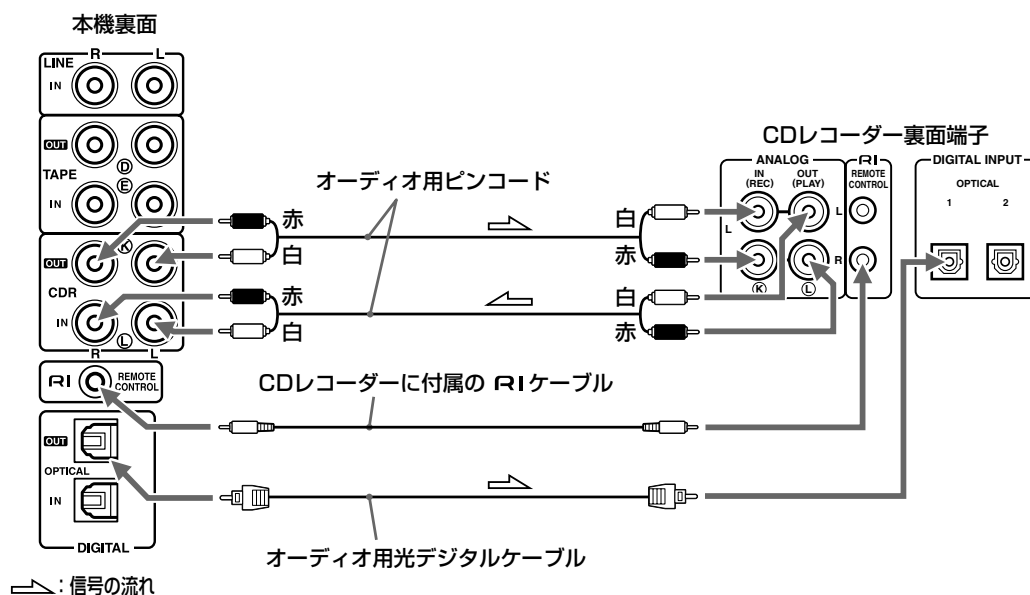 本機裏面
R L
LINE
IN
OUT
TAPE
D
E
IN
K
OUT
CDR
IN
L
R L
RI REMOTE CONTROL
OUT
OPTICAL
IN
DIGITAL
:信号の流れ
オーディオ用ピンコード
赤
白
白
赤
赤
白
白
赤
CDレコーダーに付属の RIケーブル
オーディオ用光デジタルケーブル
CDレコーダー裏面端子
ANALOG
IN (REC)
OUT (PLAY)
L
L
R
K
L
RI
REMOTE CONTROL
DIGITAL INPUT
OPTICAL
1 2